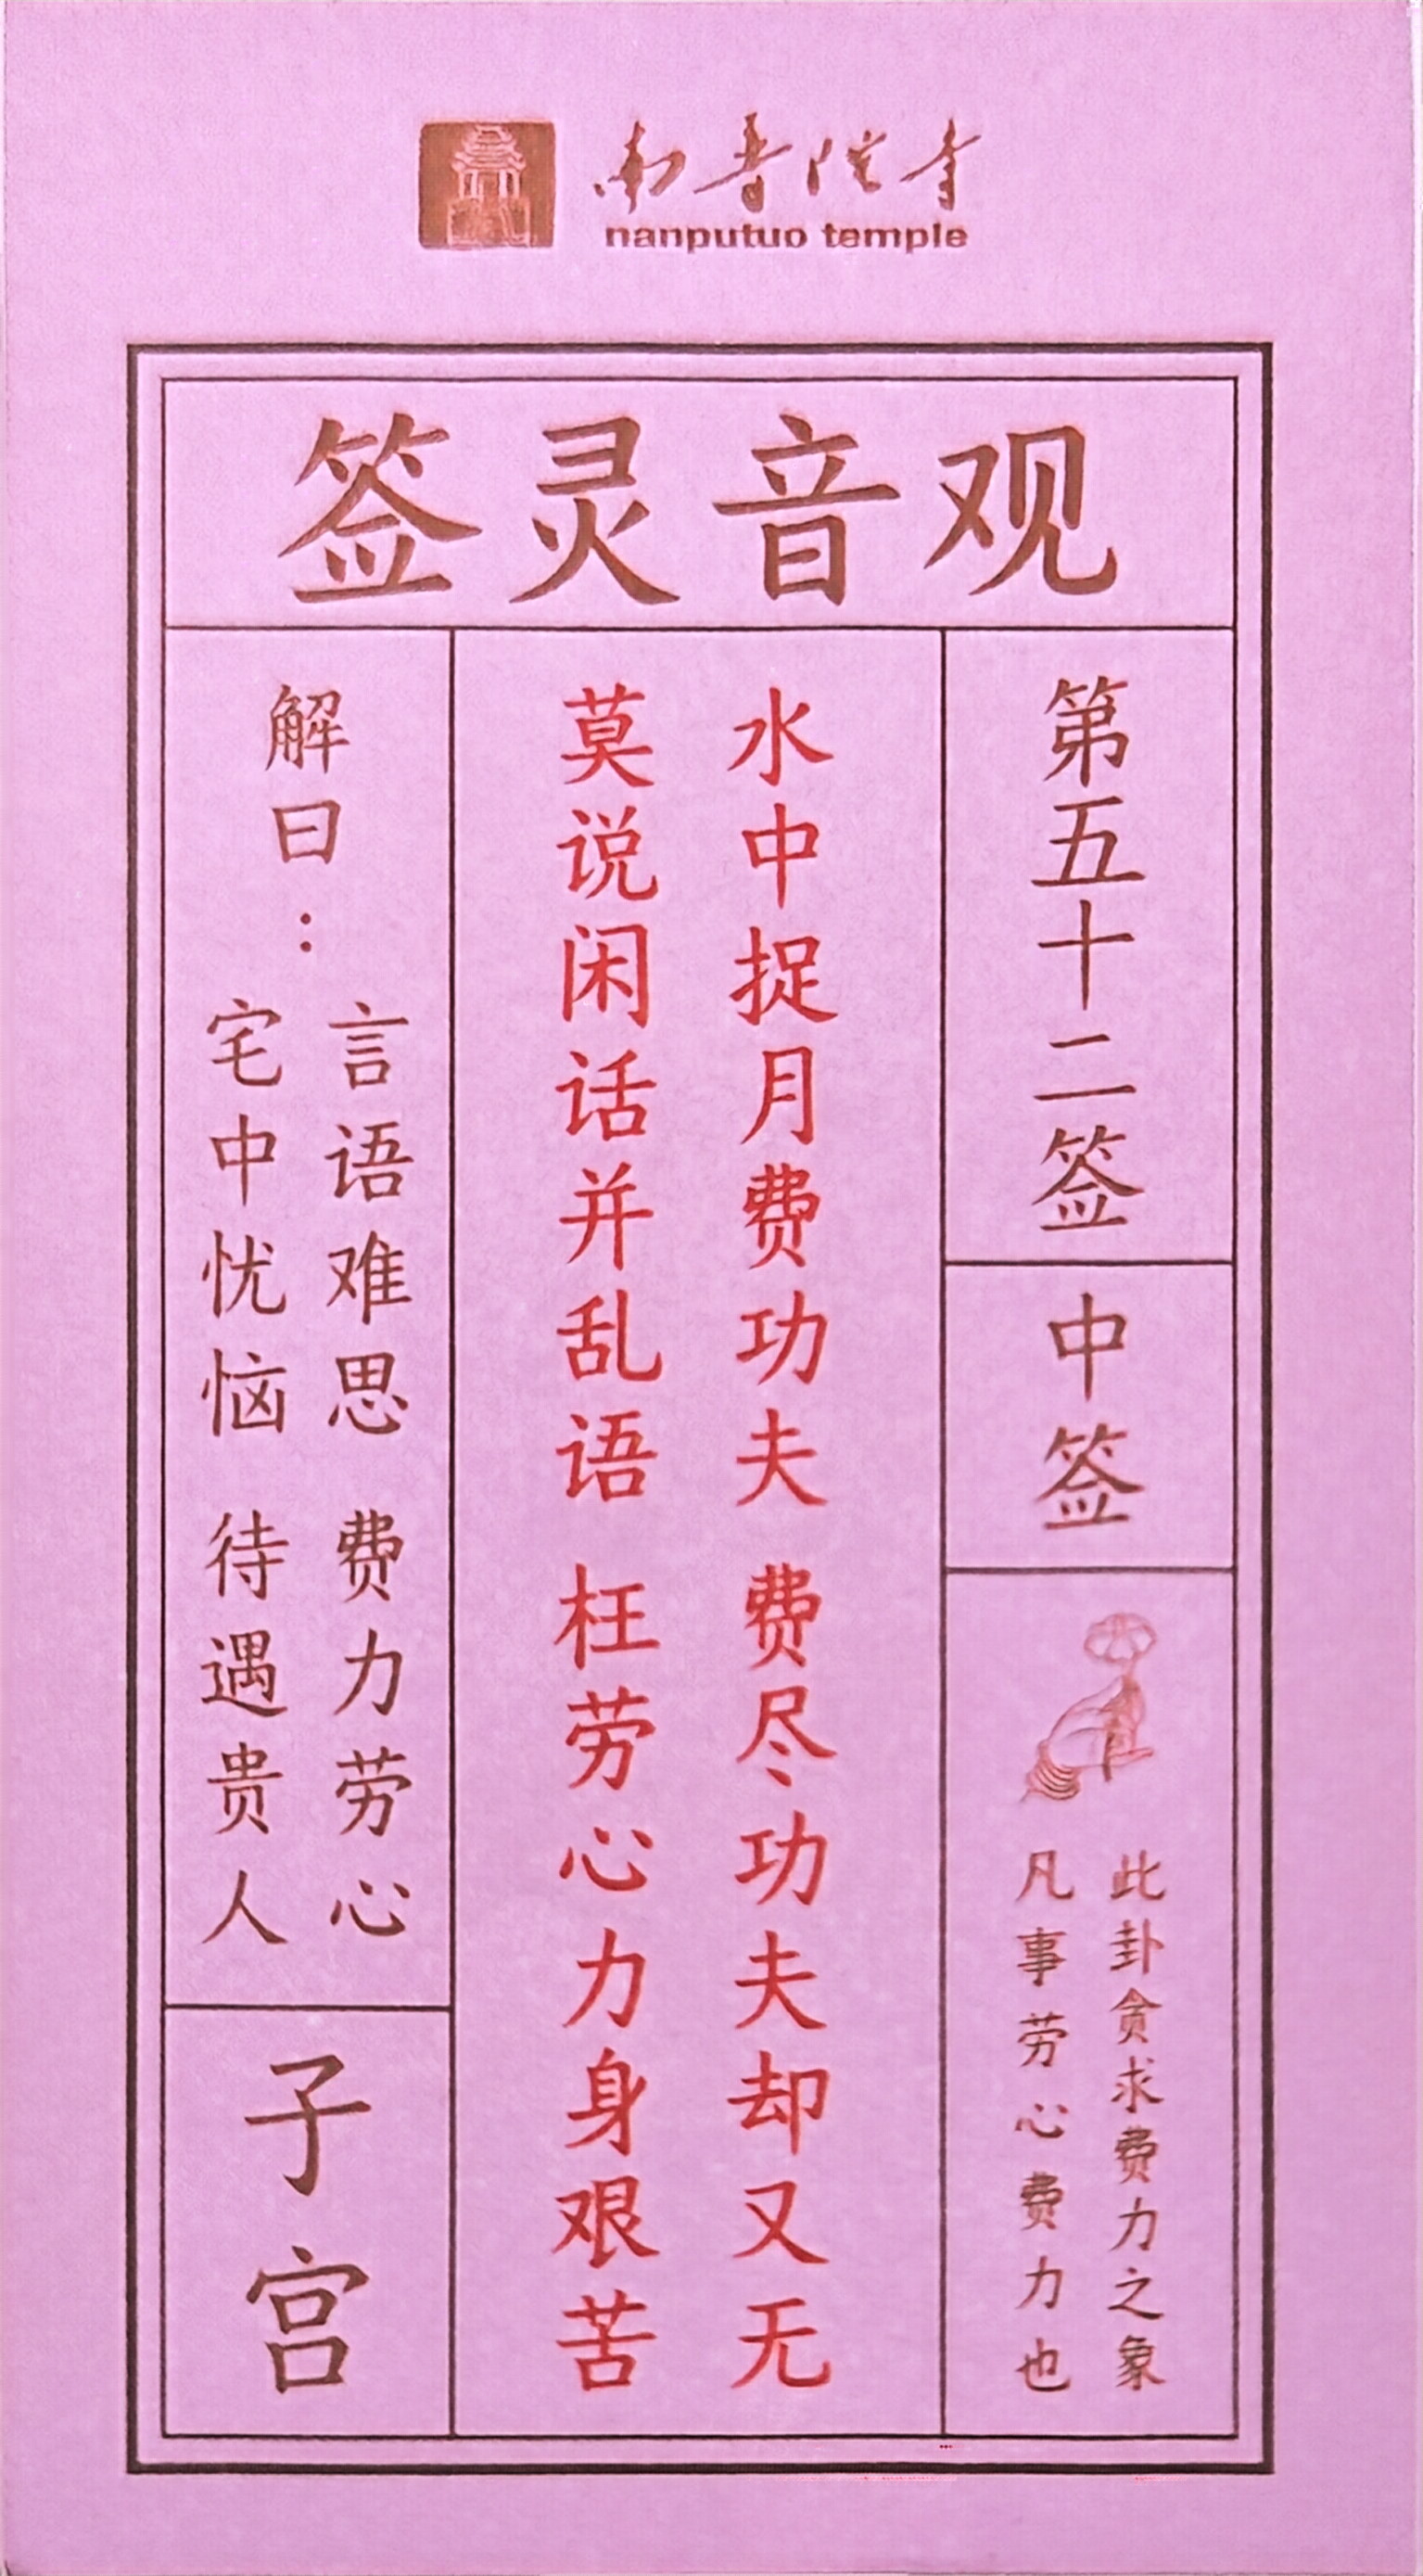 南普陀寺
nanputuo temple
观音灵签
第五十二签
中签
此卦贪求费力之象
凡事劳心费力也
水中捉月费功夫 费尽功夫却又无
莫说闲话并乱语 枉劳心力身艰苦
解曰：
言语难思 费力劳心
宅中忧恼 待遇贵人
子宫